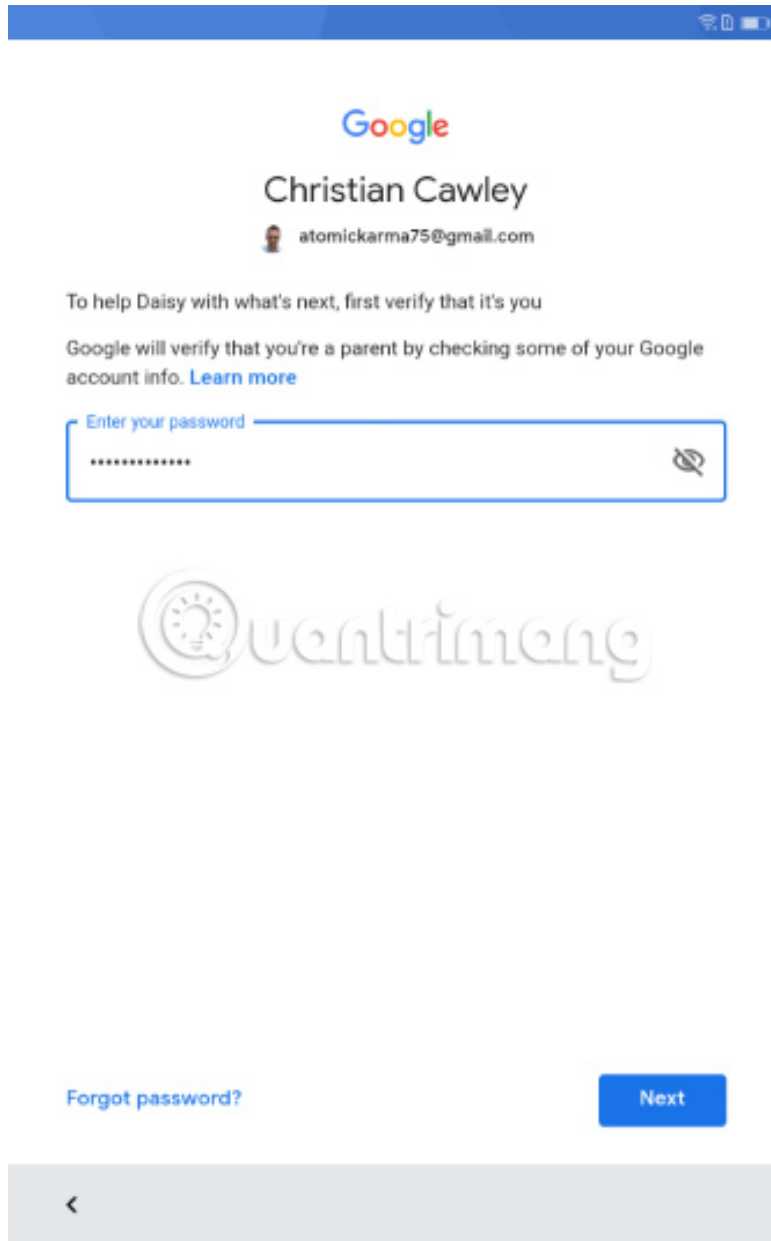 Google
Christian Cawley
atomickarma75@gmail.com
To help Daisy with what's next, first verify that it's you
Google will verify that you're a parent by checking some of your Google
account info. Learn more
Enter your password
•••••••••••••
Quantrimang
Forgot password?
Next